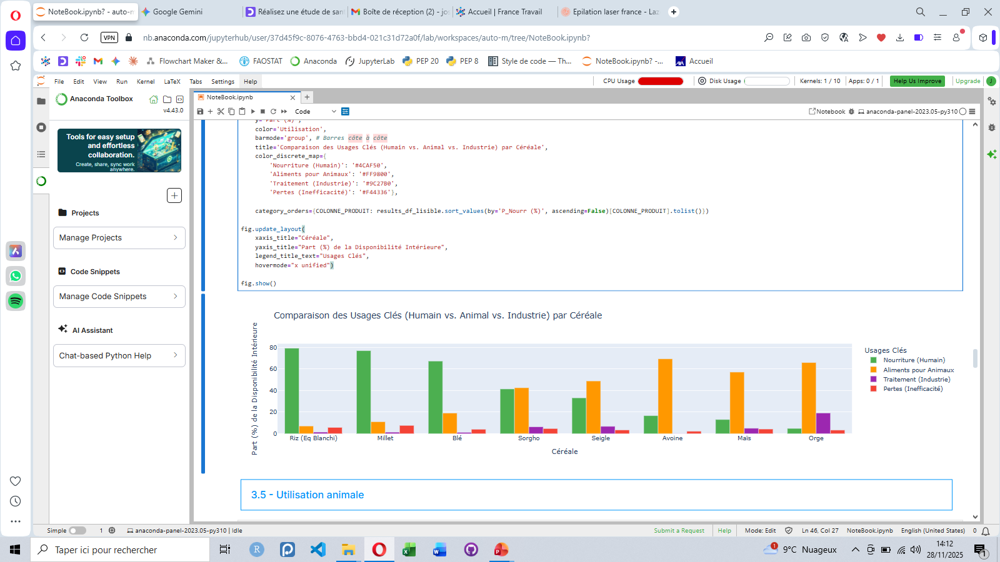 NoteBook.ipynb? - auto-m
Google Gemini
Réalisez une étude de san
Boîte de réception (2) - jos
Accueil | France Travail
Epilation laser france - Laz
VPN
nb.anaconda.com/jupyterhub/user/37d45f9c-8076-4763-bbd4-021c31d72a0f/lab/workspaces/auto-m/tree/NoteBook.ipynb?
Flowchart Maker &...
FAOSTAT
Anaconda
JupyterLab
PEP 20
PEP 8
Style de code — Th...
NoteBook.ipynb? -...
Accueil
File
Edit
View
Run
Kernel
LaTeX
Tabs
Settings
Help
CPU Usage
Disk Usage
Kernels: 1 / 10
Apps: 0 / 1
Help Us Improve
Upgrade
J
Anaconda Toolbox
v4.43.0
Tools for easy setup
and effortless
collaboration.
Create, share, sync work
anywhere.
Projects
Manage Projects
Code Snippets
Manage Code Snippets
AI Assistant
Chat-based Python Help
NoteBook.ipynb
Code
Notebook
anaconda-panel-2023.05-py310
y='Part (%)',
color='Utilisation',
barmode='group', # Barres côte à côte
title='Comparaison des Usages Clés (Humain vs. Animal vs. Industrie) par Céréale',
color_discrete_map={
'Nourriture (Humain)': '#4CAF50',
'Aliments pour Animaux': '#FF9800',
'Traitement (Industrie)': '#9C27B0',
'Pertes (Inefficacité)': '#F44336'},
category_orders={COLONNE_PRODUIT: results_df_lisible.sort_values(by='P_Nourr (%)', ascending=False)[COLONNE_PRODUIT].tolist()})
fig.update_layout(
xaxis_title="Céréale",
yaxis_title="Part (%) de la Disponibilité Intérieure",
legend_title_text="Usages Clés",
hovermode="x unified")
fig.show()
Comparaison des Usages Clés (Humain vs. Animal vs. Industrie) par Céréale
Part (%) de la Disponibilité Intérieure
80
60
40
20
0
Riz (Eq Blanchi)
Millet
Blé
Sorgho
Seigle
Avoine
Maïs
Orge
Céréale
Usages Clés
Nourriture (Humain)
Aliments pour Animaux
Traitement (Industrie)
Pertes (Inefficacité)
3.5 - Utilisation animale
Simple
1
anaconda-panel-2023.05-py310 | Idle
Submit a Request
Help
Mode: Edit
Ln 46, Col 27
NoteBook.ipynb
English (United States)
0
Taper ici pour rechercher
1
9°C Nuageux
14:12
28/11/2025
1